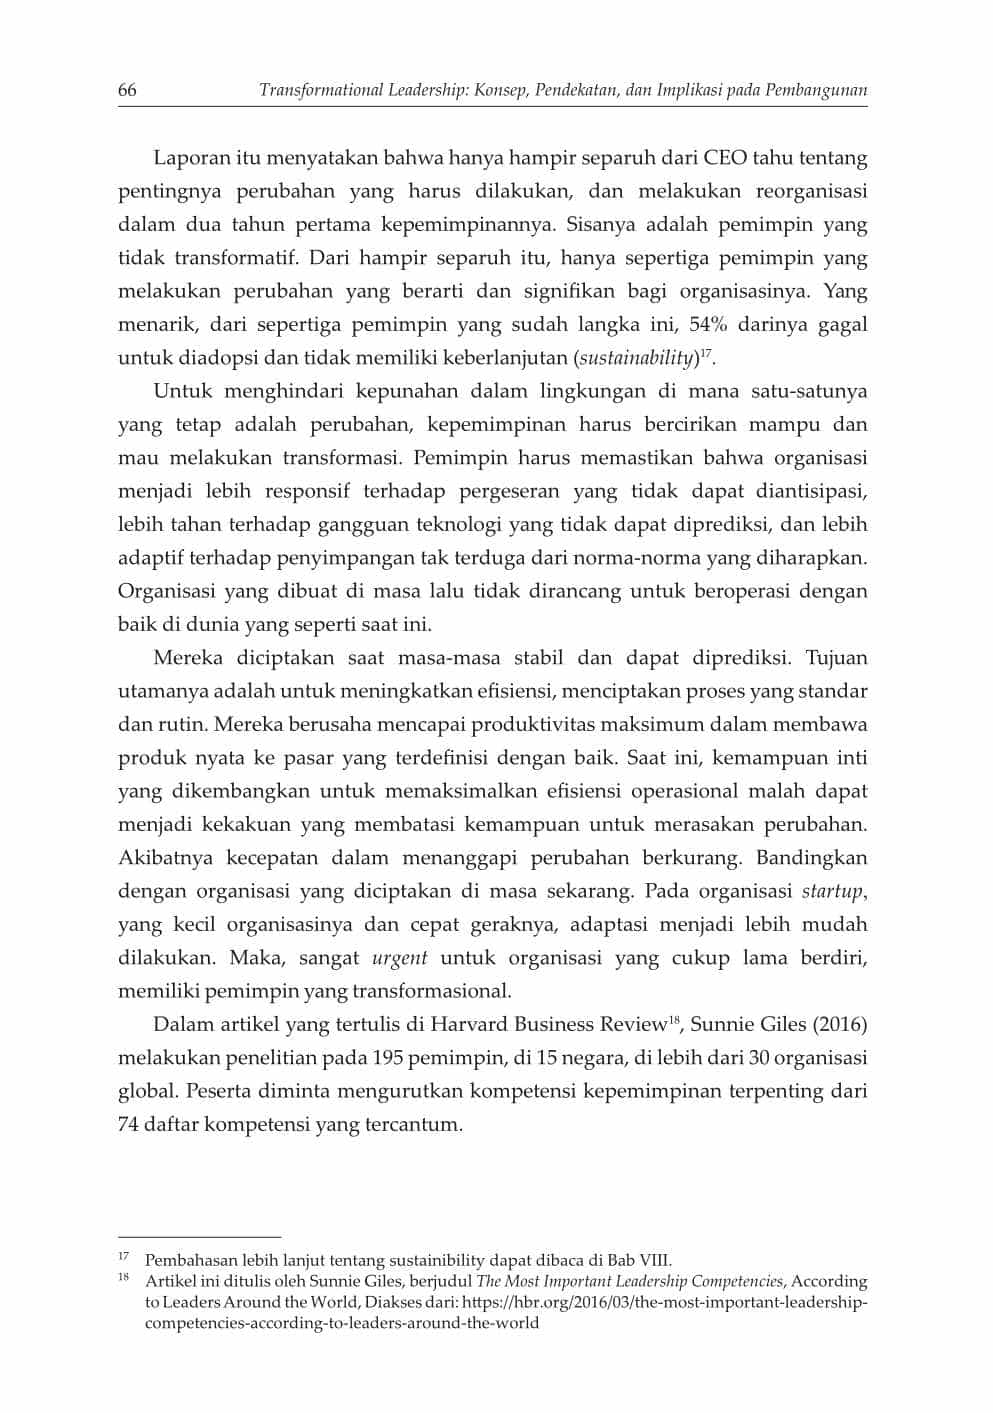 66 Transformational Leadership: Konsep, Pendekatan, dan Implikasi pada Pembangunan
Laporan itu menyatakan bahwa hanya hampir separuh dari CEO tahu tentang
pentingnya perubahan yang harus dilakukan, dan melakukan reorganisasi
dalam dua tahun pertama kepemimpinannya. Sisanya adalah pemimpin yang
tidak transformatif. Dari hampir separuh itu, hanya sepertiga pemimpin yang
melakukan perubahan yang berarti dan signifikan bagi organisasinya. Yang
menarik, dari sepertiga pemimpin yang sudah langka ini, 54% darinya gagal
untuk diadopsi dan tidak memiliki keberlanjutan (sustainability)17.
Untuk menghindari kepunahan dalam lingkungan di mana satu-satunya
yang tetap adalah perubahan, kepemimpinan harus bercirikan mampu dan
mau melakukan transformasi. Pemimpin harus memastikan bahwa organisasi
menjadi lebih responsif terhadap pergeseran yang tidak dapat diantisipasi,
lebih tahan terhadap gangguan teknologi yang tidak dapat diprediksi, dan lebih
adaptif terhadap penyimpangan tak terduga dari norma-norma yang diharapkan.
Organisasi yang dibuat di masa lalu tidak dirancang untuk beroperasi dengan
baik di dunia yang seperti saat ini.
Mereka diciptakan saat masa-masa stabil dan dapat diprediksi. Tujuan
utamanya adalah untuk meningkatkan efisiensi, menciptakan proses yang standar
dan rutin. Mereka berusaha mencapai produktivitas maksimum dalam membawa
produk nyata ke pasar yang terdefinisi dengan baik. Saat ini, kemampuan inti
yang dikembangkan untuk memaksimalkan efisiensi operasional malah dapat
menjadi kekakuan yang membatasi kemampuan untuk merasakan perubahan.
Akibatnya kecepatan dalam menanggapi perubahan berkurang. Bandingkan
dengan organisasi yang diciptakan di masa sekarang. Pada organisasi startup,
yang kecil organisasinya dan cepat geraknya, adaptasi menjadi lebih mudah
dilakukan. Maka, sangat urgent untuk organisasi yang cukup lama berdiri,
memiliki pemimpin yang transformasional.
Dalam artikel yang tertulis di Harvard Business Review18, Sunnie Giles (2016)
melakukan penelitian pada 195 pemimpin, di 15 negara, di lebih dari 30 organisasi
global. Peserta diminta mengurutkan kompetensi kepemimpinan terpenting dari
74 daftar kompetensi yang tercantum.
17 Pembahasan lebih lanjut tentang sustainibility dapat dibaca di Bab VIII.
18 Artikel ini ditulis oleh Sunnie Giles, berjudul The Most Important Leadership Competencies, According
to Leaders Around the World, Diakses dari: https://hbr.org/2016/03/the-most-important-leadership-
competencies-according-to-leaders-around-the-world